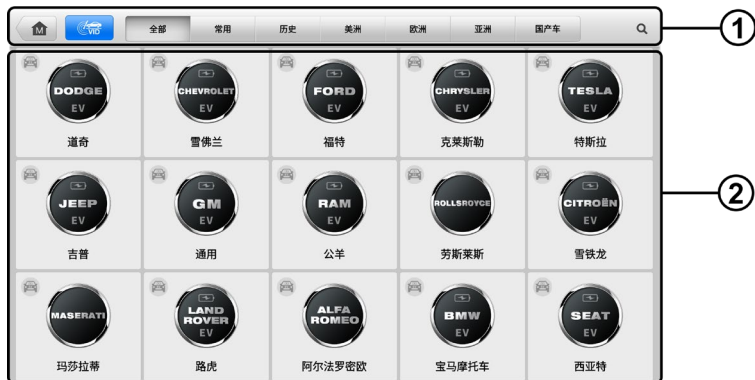 M VID 全部 常用 历史 美洲 欧洲 亚洲 国产车 1
DODGE EV CHEVROLET EV FORD EV CHRYSLER EV TESLA EV
道奇 雪佛兰 福特 克莱斯勒 特斯拉
JEEP EV GM EV RAM EV ROLLSROYCE CITROËN EV 2
吉普 通用 公羊 劳斯莱斯 雪铁龙
MASERATI LAND ROVER EV ALFA ROMEO BMW EV SEAT EV
玛莎拉蒂 路虎 阿尔法罗密欧 宝马摩托车 西亚特